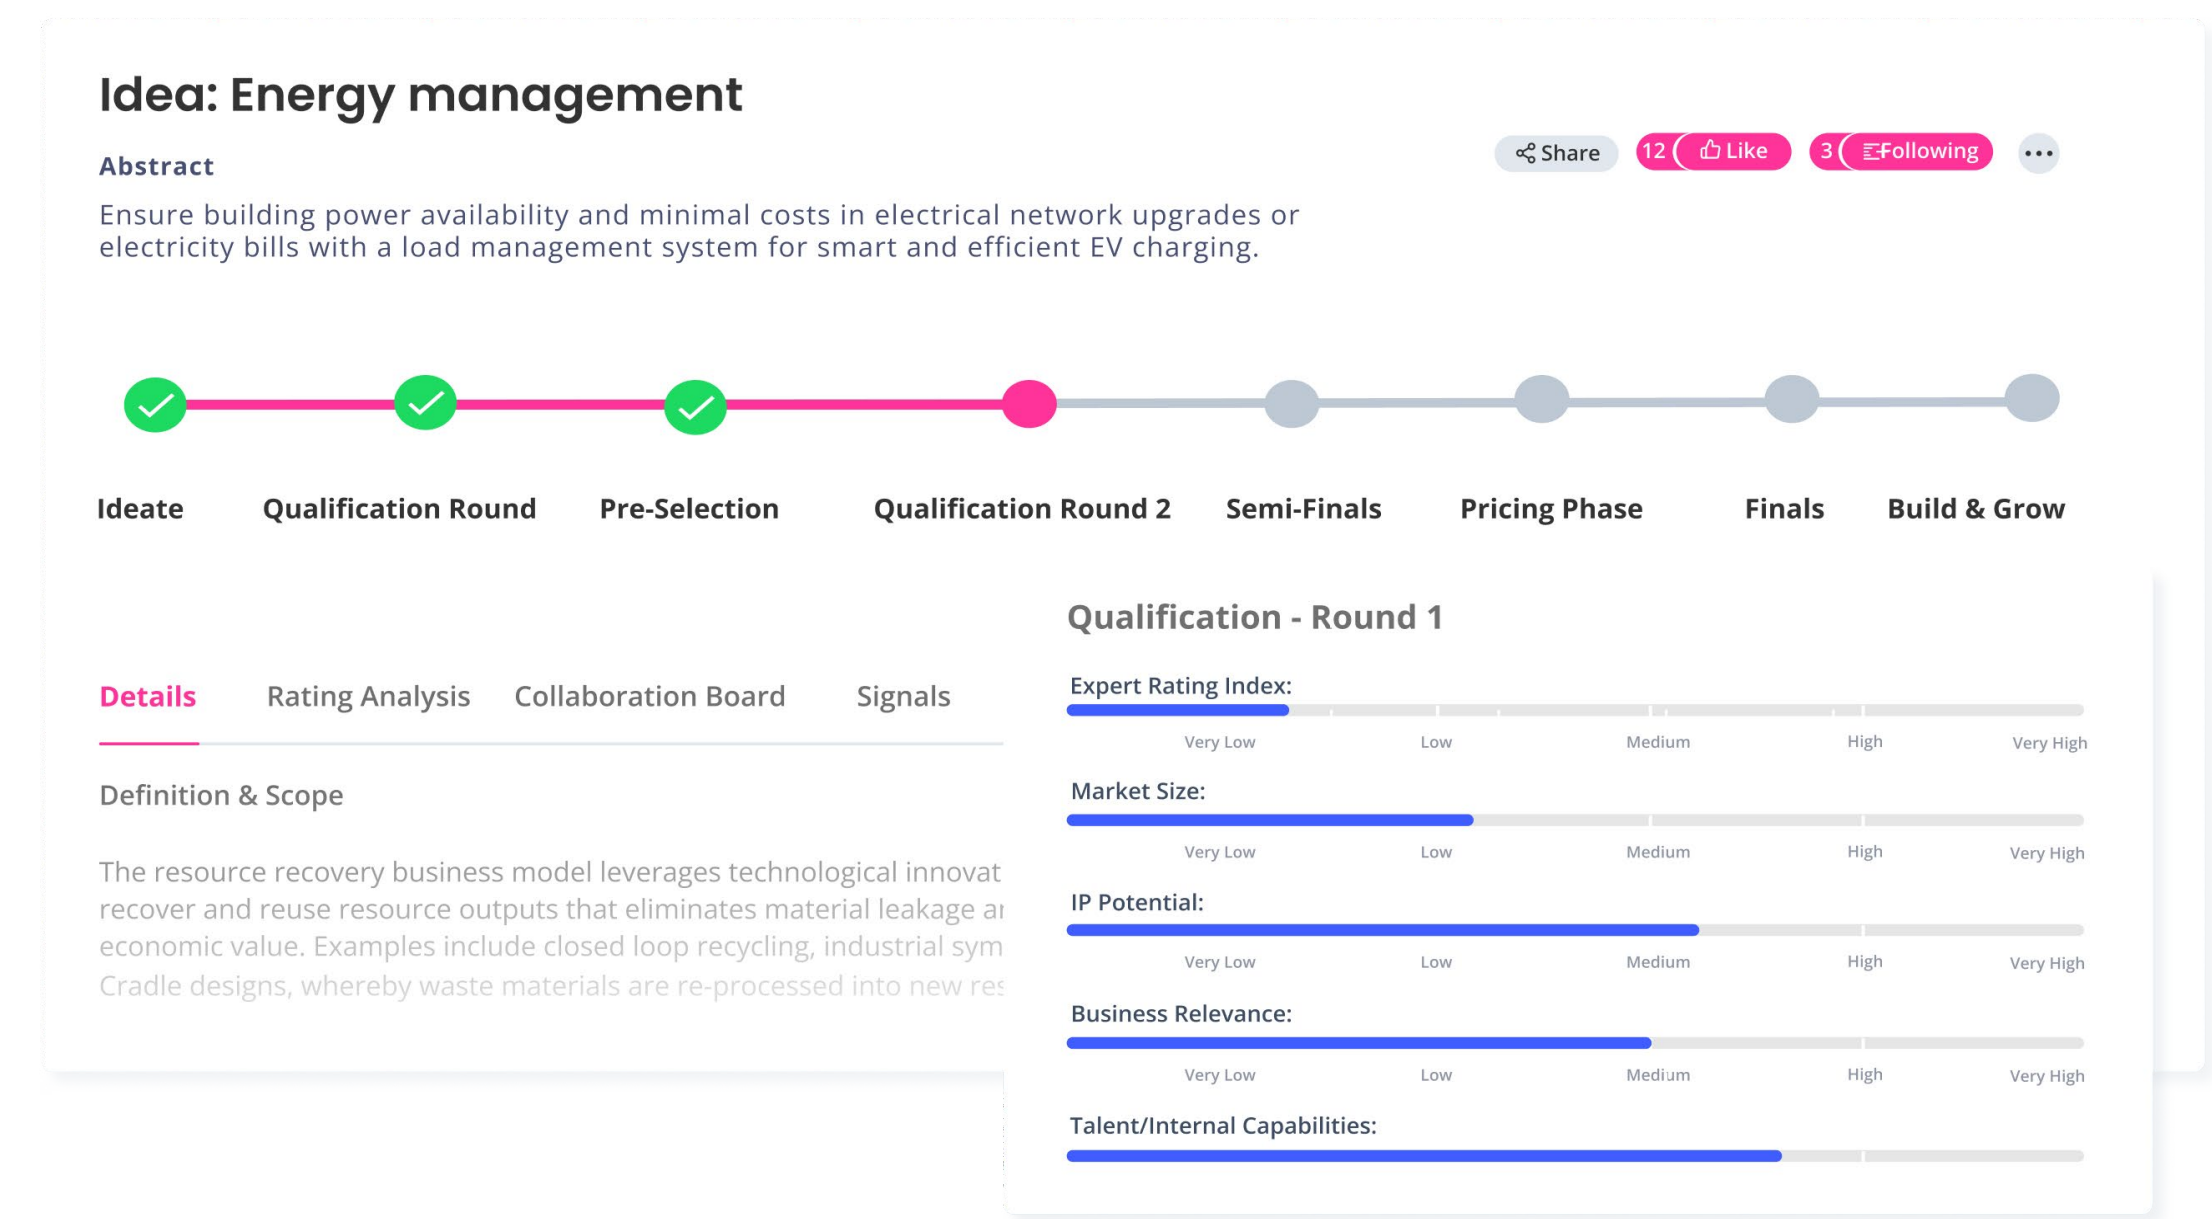 Idea: Energy management
Share
12
Like
3
Following
Abstract
Ensure building power availability and minimal costs in electrical network upgrades or
electricity bills with a load management system for smart and efficient EV charging.
Ideate
Qualification Round
Pre-Selection
Qualification Round 2
Semi-Finals
Pricing Phase
Finals
Build & Grow
Details
Rating Analysis
Collaboration Board
Signals
Definition & Scope
The resource recovery business model leverages technological innovat
recover and reuse resource outputs that eliminates material leakage ar
economic value. Examples include closed loop recycling, industrial sym
Cradle designs, whereby waste materials are re-processed into new res
Qualification - Round 1
Expert Rating Index:
Very Low Low Medium High Very High
Market Size:
Very Low Low Medium High Very High
IP Potential:
Very Low Low Medium High Very High
Business Relevance:
Very Low Low Medium High Very High
Talent/Internal Capabilities: